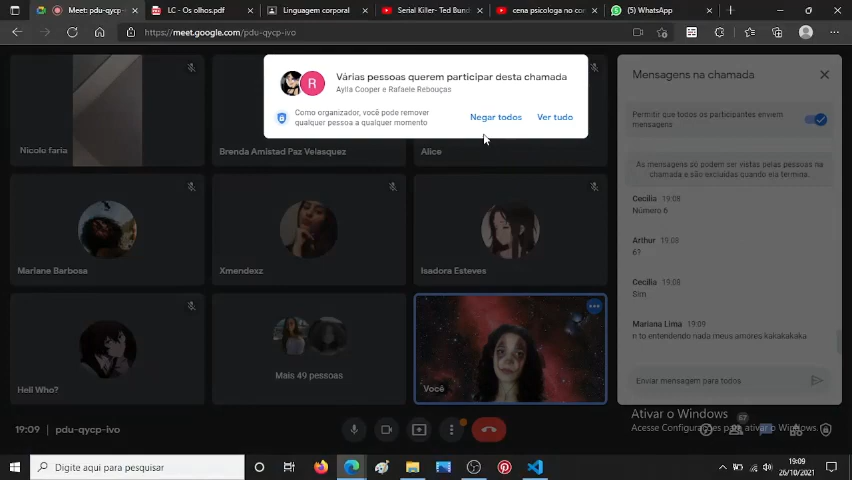 Meet: pdu-qycp-
LC - Os olhos.pdf
Linguagem corporal
Serial Killer- Ted Bund
cena psicologa no cor
(5) WhatsApp
https://meet.google.com/pdu-qycp-ivo
R
Várias pessoas querem participar desta chamada
Aylla Cooper e Rafaele Rebouças
Como organizador, você pode remover
qualquer pessoa a qualquer momento
Negar todos
Ver tudo
Nicole faria
Brenda Amistad Paz Velasquez
Alice
Marlane Barbosa
Xmendexz
Isadora Esteves
Hell Who?
Mais 49 pessoas
Você
Mensagens na chamada
Permitir que todos os participantes enviem
mensagens
As mensagens só podem ser vistas pelas pessoas na
chamada e são excluídas quando ela termina.
Cecilia 19:08
Número 6
Arthur 19:08
6?
Cecilia 19:08
Sim
Mariana Lima 19:09
n to entendendo nada meus amores kakakakaka
Enviar mensagem para todos
Ativar o Windows
Acesse Configurações para ativar o Windows.
19:09
pdu-qycp-ivo
67
Digite aqui para pesquisar
19:09
26/10/2021